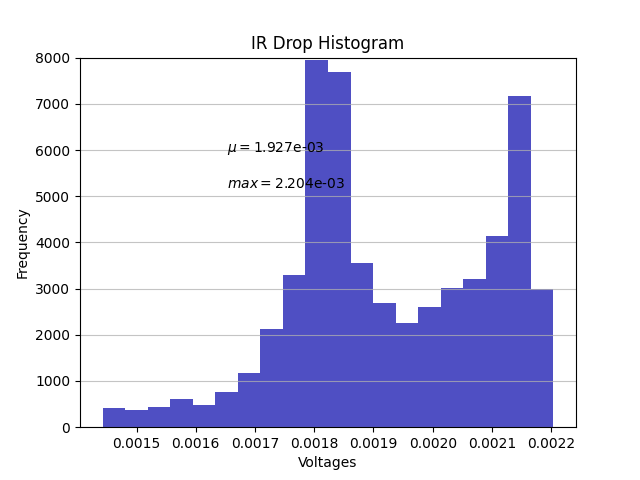 IR Drop Histogram
8000
7000
6000
5000
4000
3000
2000
1000
0
Frequency
μ = 1.927e-03
max = 2.204e-03
0.0015 0.0016 0.0017 0.0018 0.0019 0.0020 0.0021 0.0022
Voltages